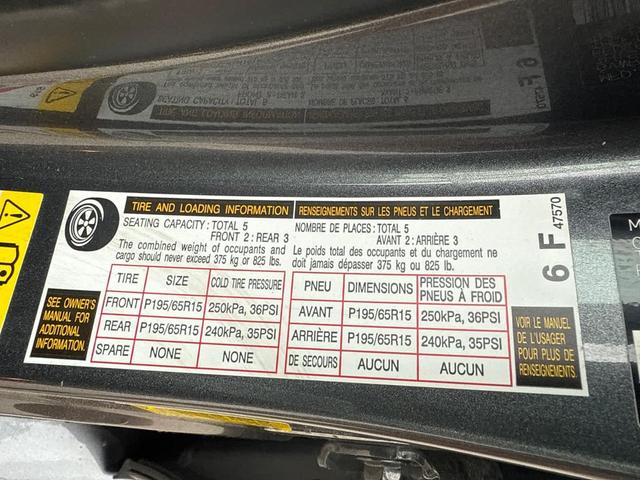 TIRE AND LOADING INFORMATION
SEATING CAPACITY : TOTAL 5
FRONT 2 : REAR 3
The combined weight of occupants and
cargo should never exceed 375 kg or 825 lbs.
RENSEIGNEMENTS SUR LES PNEUS ET LE CHARGEMENT
NOMBRE DE PLACES : TOTAL 5
AVANT 2 : ARRIÈRE 3
Le poids total des occupants et du chargement ne
doit jamais dépasser 375 kg ou 825 lb.
SEE OWNER'S
MANUAL FOR
ADDITIONAL
INFORMATION
TIRE SIZE COLD TIRE PRESSURE
FRONT P195/65R15 250kPa, 36PSI
REAR P195/65R15 240kPa, 35PSI
SPARE NONE NONE
PNEU DIMENSIONS PRESSION DES
PNEUS À FROID
AVANT P195/65R15 250kPa, 36PSI
ARRIÈRE P195/65R15 240kPa, 35PSI
DE SECOURS AUCUN AUCUN
VOIR LE MANUEL
DE L'USAGER
POUR PLUS DE
RENSEIGNEMENTS
6 F
47570